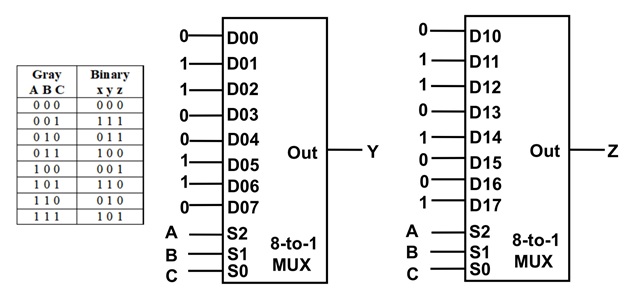 Gray Binary
A B C x y z
0 0 0 0 0 0
0 0 1 1 1 1
0 1 0 0 1 1
0 1 1 1 0 0
1 0 0 0 0 1
1 0 1 1 1 0
1 1 0 0 1 0
1 1 1 1 0 1
0 D00
1 D01
1 D02
0 D03
0 D04
1 D05
1 D06
0 D07
Out Y
A S2
B S1
C S0
8-to-1
MUX
0 D10
1 D11
1 D12
0 D13
1 D14
0 D15
0 D16
1 D17
Out Z
A S2
B S1
C S0
8-to-1
MUX